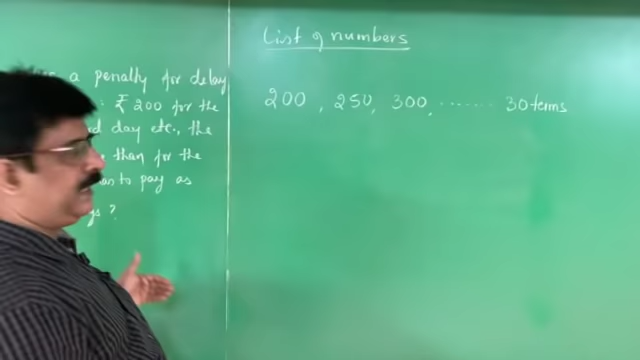 a penalty for delay
: ₹ 200 for the
day etc., the
than for the
to pay as
?
List of numbers
200 , 250, 300, ....... 30 terms